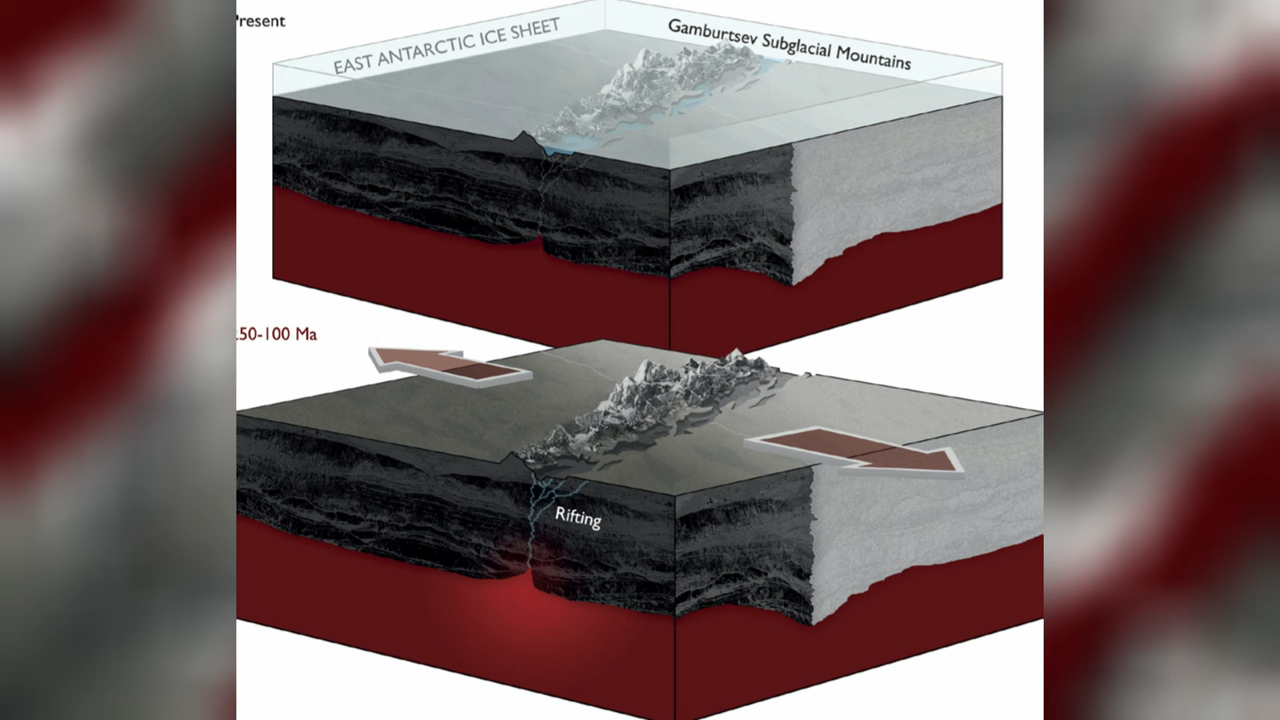 Present
EAST ANTARCTIC ICE SHEET
Gamburtsev Subglacial Mountains
50-100 Ma
Rifting